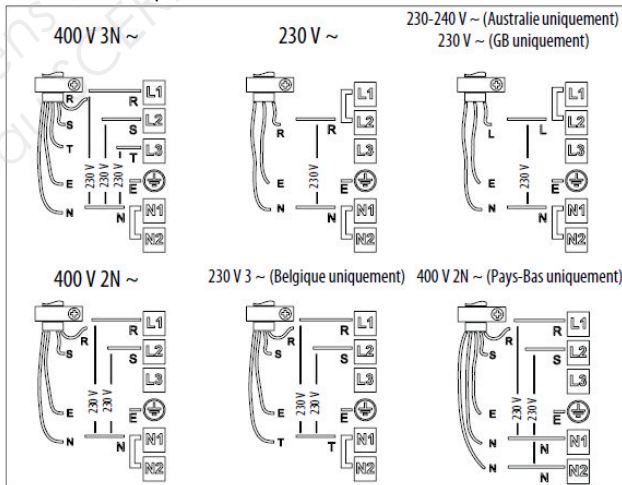 400 V 3N ~
230 V ~
230-240 V ~ (Australie uniquement)
230 V ~ (GB uniquement)
R
S
T
E
N
R
S
T
E
N
230 V
230 V
230 V
L1
L2
L3
N1
N2
R
E
N
R
E
N
230 V
L1
L2
L3
N1
N2
L
E
N
L
E
N
230 V
L1
L2
L3
N1
N2
400 V 2N ~
230 V 3 ~ (Belgique uniquement)
400 V 2N ~ (Pays-Bas uniquement)
R
S
E
N
R
S
E
N
230 V
230 V
L1
L2
L3
N1
N2
R
S
E
T
R
S
E
T
230 V
230 V
L1
L2
L3
N1
N2
R
S
E
N
N
R
S
E
N
N
230 V
230 V
L1
L2
L3
N1
N2